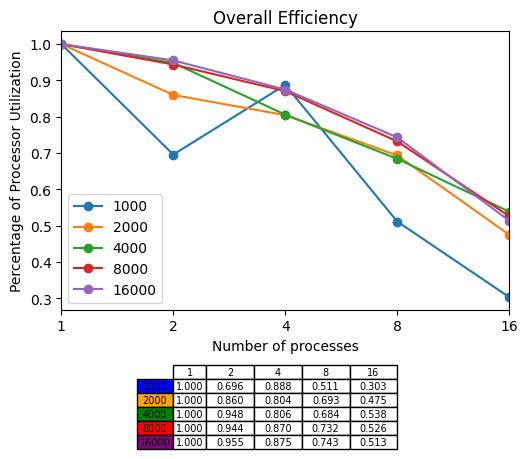 Overall Efficiency
Percentage of Processor Utilization
1.0
0.9
0.8
0.7
0.6
0.5
0.4
0.3
1000
2000
4000
8000
16000
1 2 4 8 16
Number of processes
1 2 4 8 16
1000 1.000 0.696 0.888 0.511 0.303
2000 1.000 0.860 0.804 0.693 0.475
4000 1.000 0.948 0.806 0.684 0.538
8000 1.000 0.944 0.870 0.732 0.526
16000 1.000 0.955 0.875 0.743 0.513